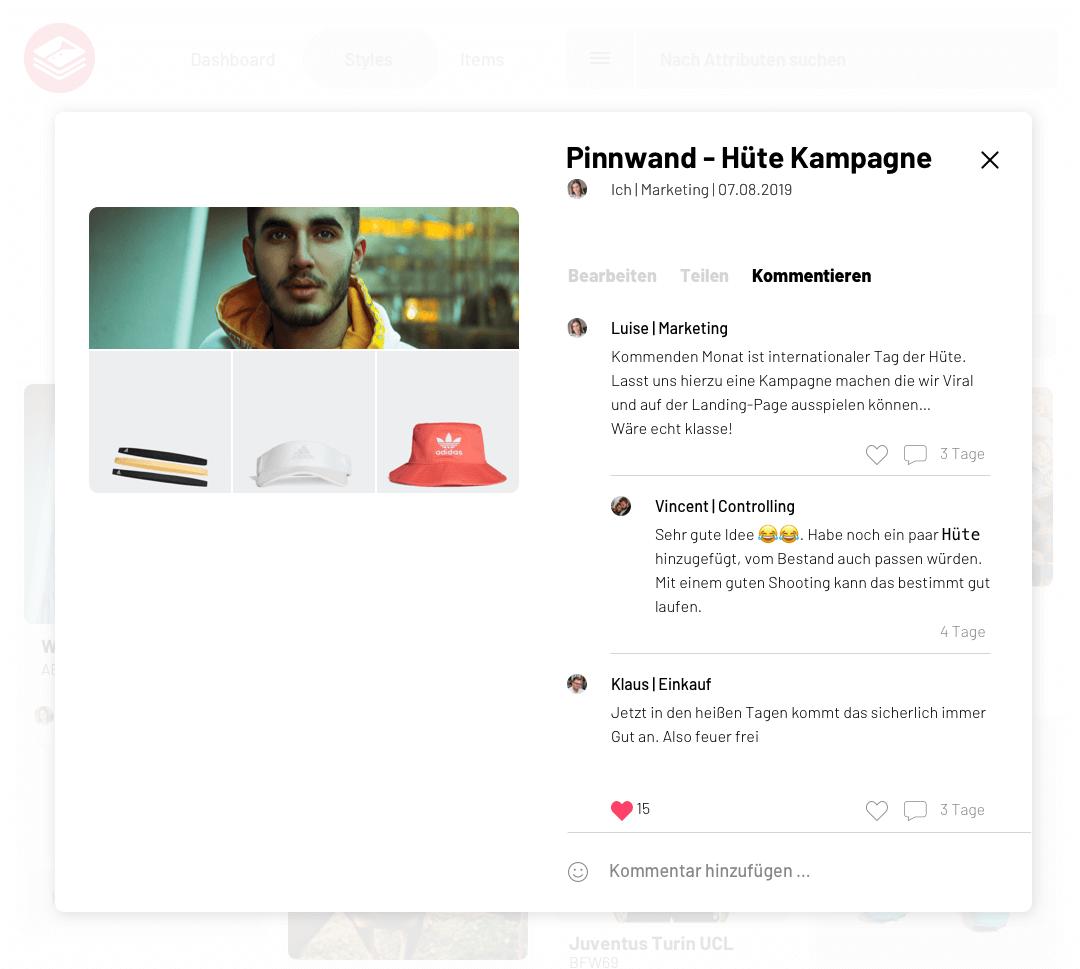 Dashboard
Styles
Items
Nach Attributen suchen
Pinnwand - Hüte Kampagne
Ich | Marketing | 07.08.2019
adidas
Bearbeiten
Teilen
Kommentieren
Luise | Marketing
Kommenden Monat ist internationaler Tag der Hüte.
Lasst uns hierzu eine Kampagne machen die wir Viral
und auf der Landing-Page ausspielen können...
Wäre echt klasse!
3 Tage
Vincent | Controlling
Sehr gute Idee 😂😂. Habe noch ein paar Hüte
hinzugefügt, vom Bestand auch passen würden.
Mit einem guten Shooting kann das bestimmt gut
laufen.
4 Tage
Klaus | Einkauf
Jetzt in den heißen Tagen kommt das sicherlich immer
Gut an. Also feuer frei
15
3 Tage
Kommentar hinzufügen ...
Juventus Turin UCL
BFW69